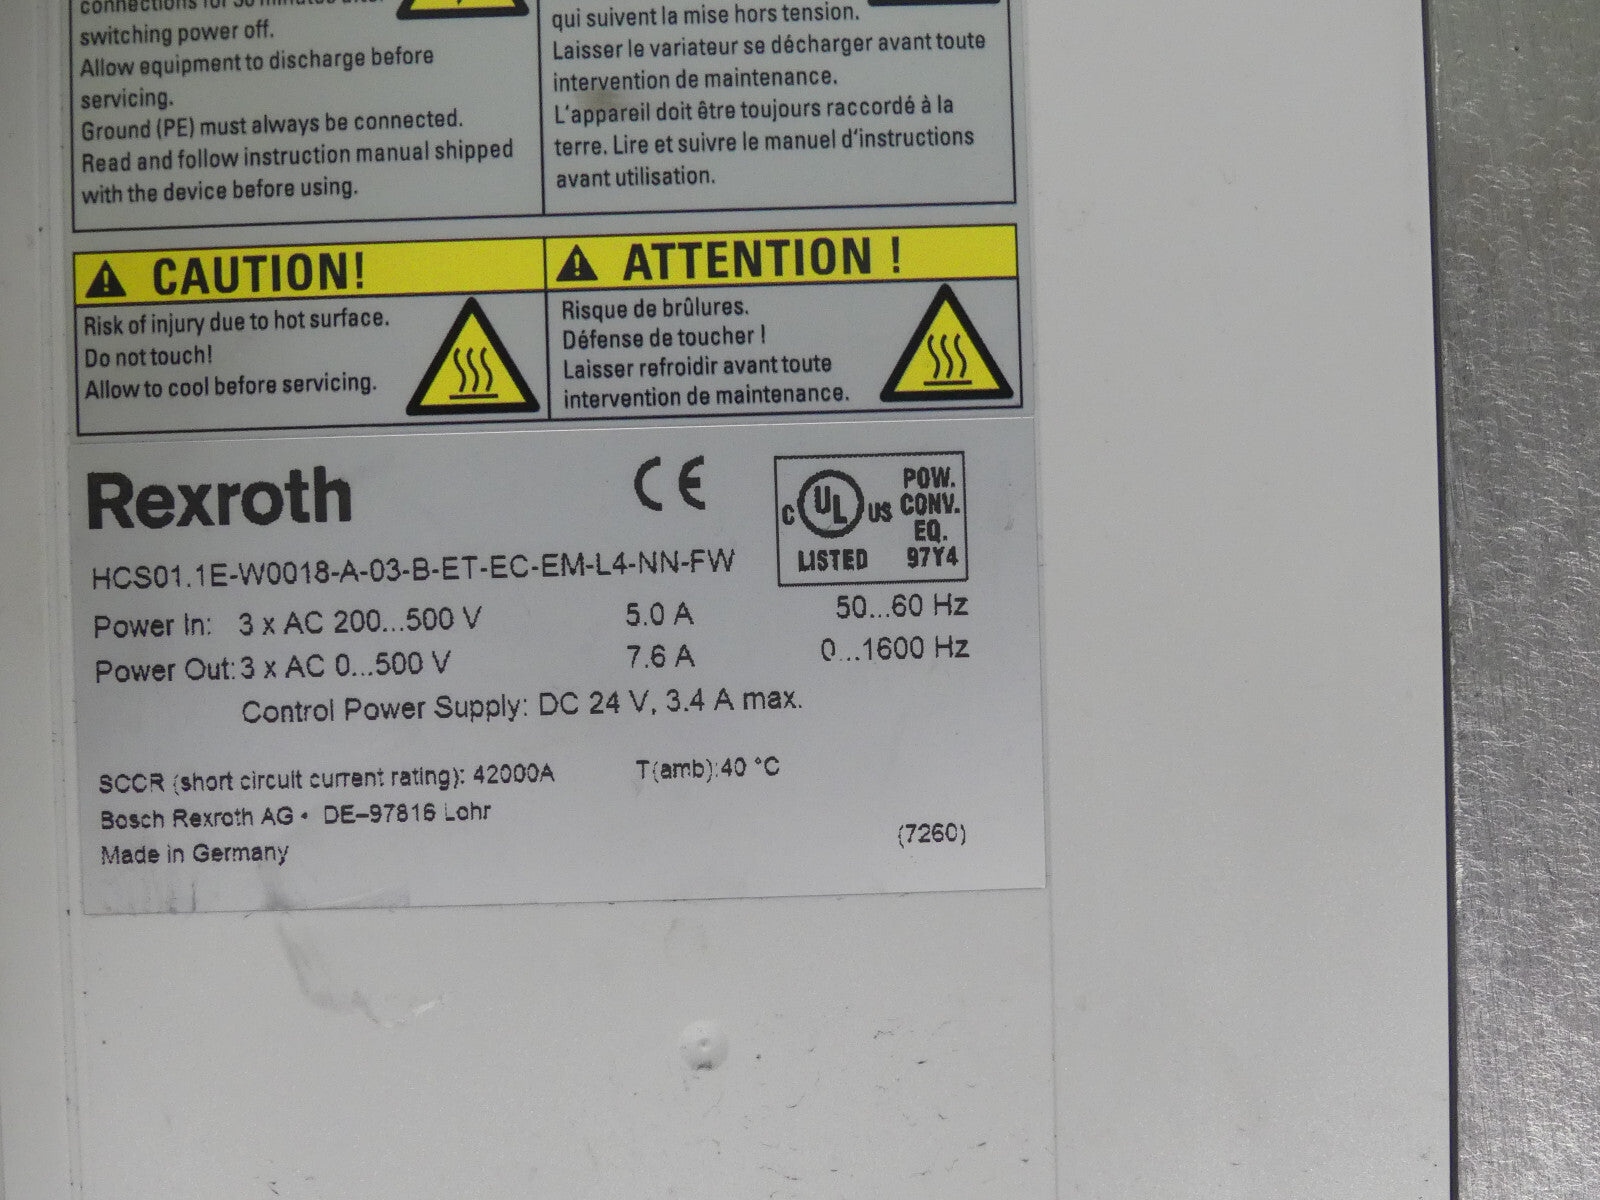 connections for 30 minutes after
switching power off.
Allow equipment to discharge before
servicing.
Ground (PE) must always be connected.
Read and follow instruction manual shipped
with the device before using.
qui suivent la mise hors tension.
Laisser le variateur se décharger avant toute
intervention de maintenance.
L'appareil doit être toujours raccordé à la
terre. Lire et suivre le manuel d'instructions
avant utilisation.
CAUTION!
Risk of injury due to hot surface.
Do not touch!
Allow to cool before servicing.
ATTENTION !
Risque de brûlures.
Défense de toucher !
Laisser refroidir avant toute
intervention de maintenance.
Rexroth
CE
C UL US
LISTED
POW.
CONV.
EQ.
97Y4
HCS01.1E-W0018-A-03-B-ET-EC-EM-L4-NN-FW
Power In: 3 x AC 200...500 V 5.0 A 50...60 Hz
Power Out: 3 x AC 0...500 V 7.6 A 0...1600 Hz
Control Power Supply: DC 24 V, 3.4 A max.
SCCR (short circuit current rating): 42000A T(amb):40 °C
Bosch Rexroth AG • DE–97816 Lohr
Made in Germany
(7260)